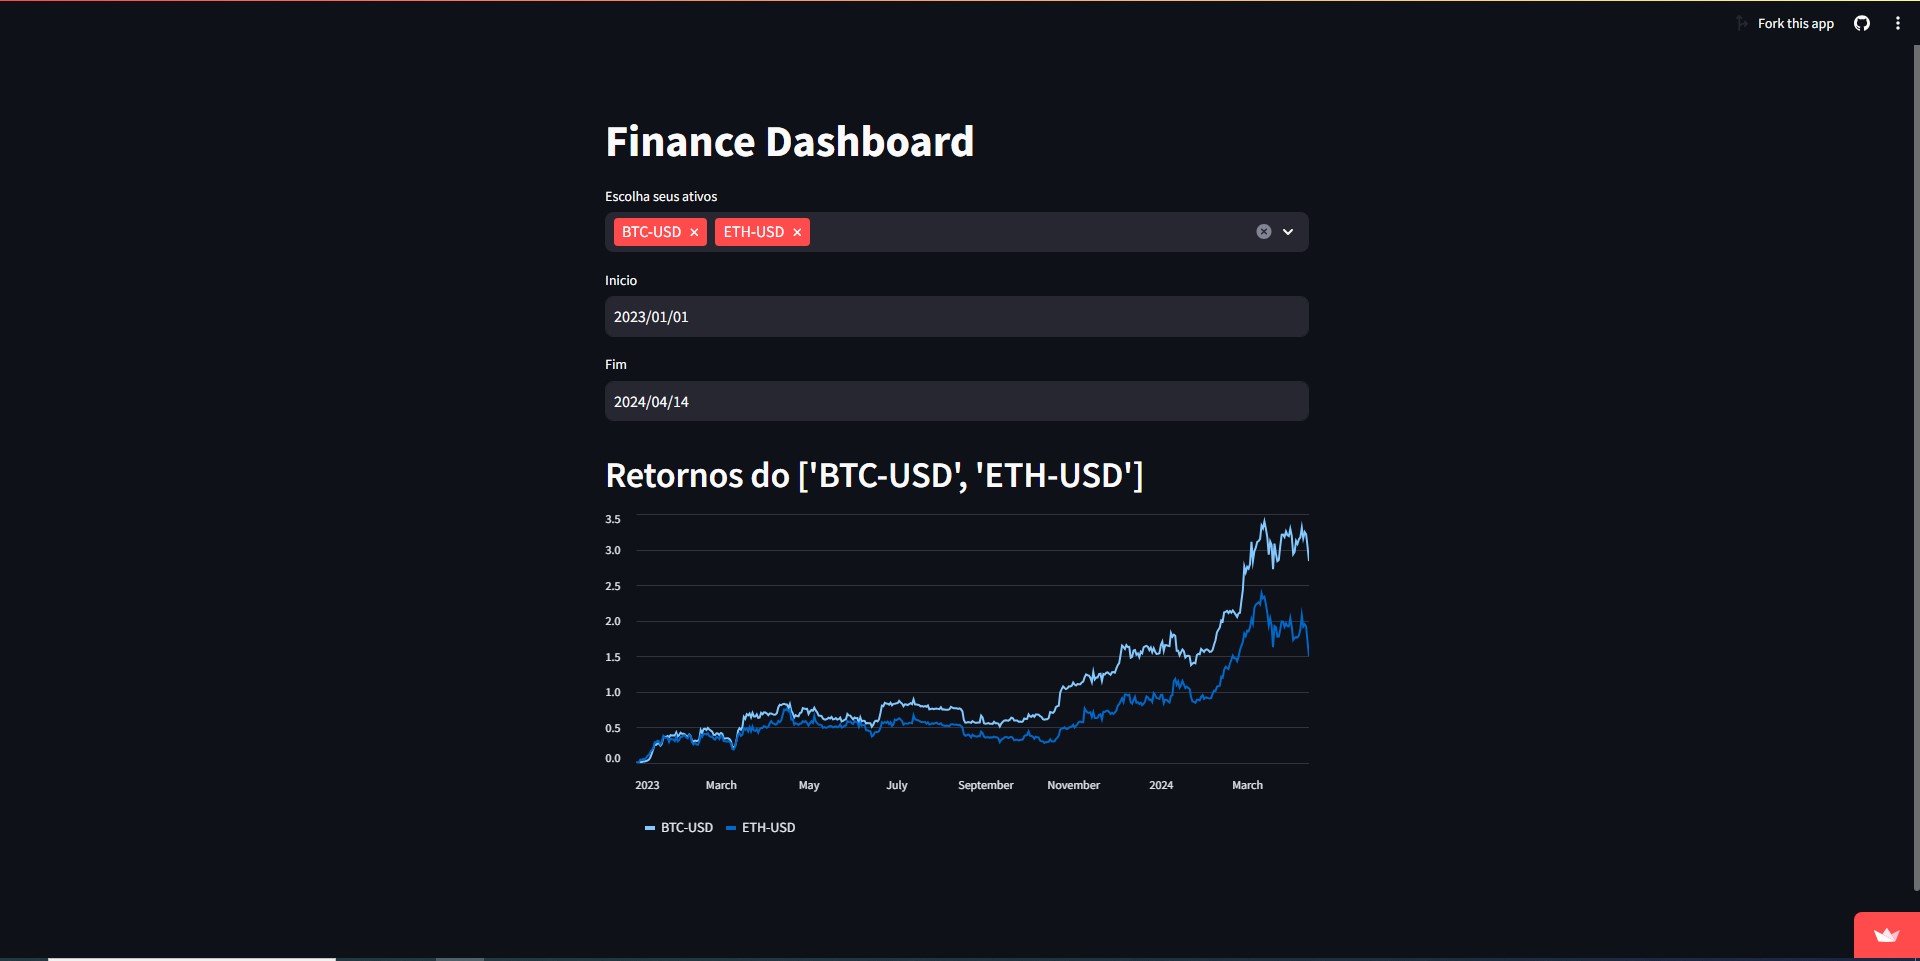 Fork this app
Finance Dashboard
Escolha seus ativos
BTC-USD × ETH-USD ×
Inicio
2023/01/01
Fim
2024/04/14
Retornos do ['BTC-USD', 'ETH-USD']
3.5
3.0
2.5
2.0
1.5
1.0
0.5
0.0
2023 March May July September November 2024 March
BTC-USD ETH-USD